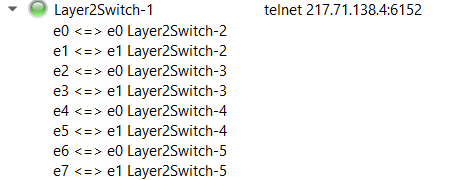 Layer2Switch-1 telnet 217.71.138.4:6152
e0 <=> e0 Layer2Switch-2
e1 <=> e1 Layer2Switch-2
e2 <=> e0 Layer2Switch-3
e3 <=> e1 Layer2Switch-3
e4 <=> e0 Layer2Switch-4
e5 <=> e1 Layer2Switch-4
e6 <=> e0 Layer2Switch-5
e7 <=> e1 Layer2Switch-5